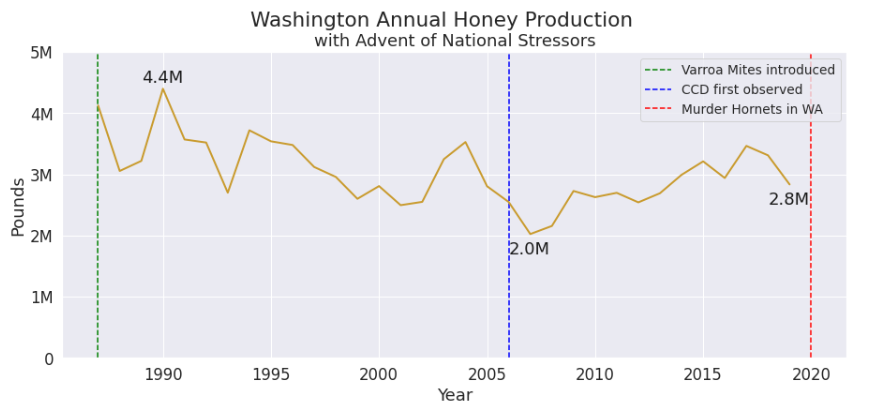 Washington Annual Honey Production
with Advent of National Stressors
5M
4M
3M
2M
1M
0
Pounds
4.4M
2.0M
2.8M
Varroa Mites introduced
CCD first observed
Murder Hornets in WA
1990
1995
2000
2005
2010
2015
2020
Year